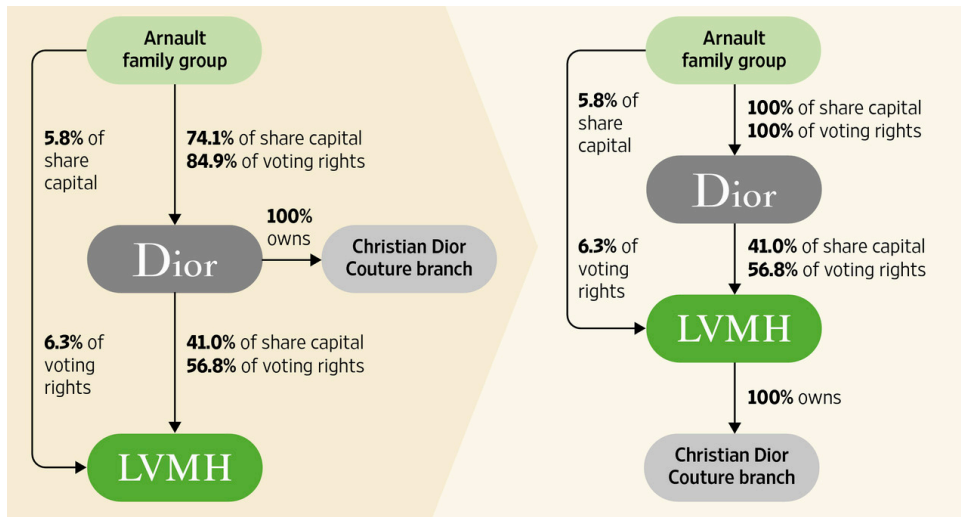 Arnault
family group
5.8% of
share
capital
74.1% of share capital
84.9% of voting rights
100%
owns
Dior
Christian Dior
Couture branch
6.3% of
voting
rights
41.0% of share capital
56.8% of voting rights
LVMH
Arnault
family group
5.8% of
share
capital
100% of share capital
100% of voting rights
Dior
6.3% of
voting
rights
41.0% of share capital
56.8% of voting rights
LVMH
100% owns
Christian Dior
Couture branch